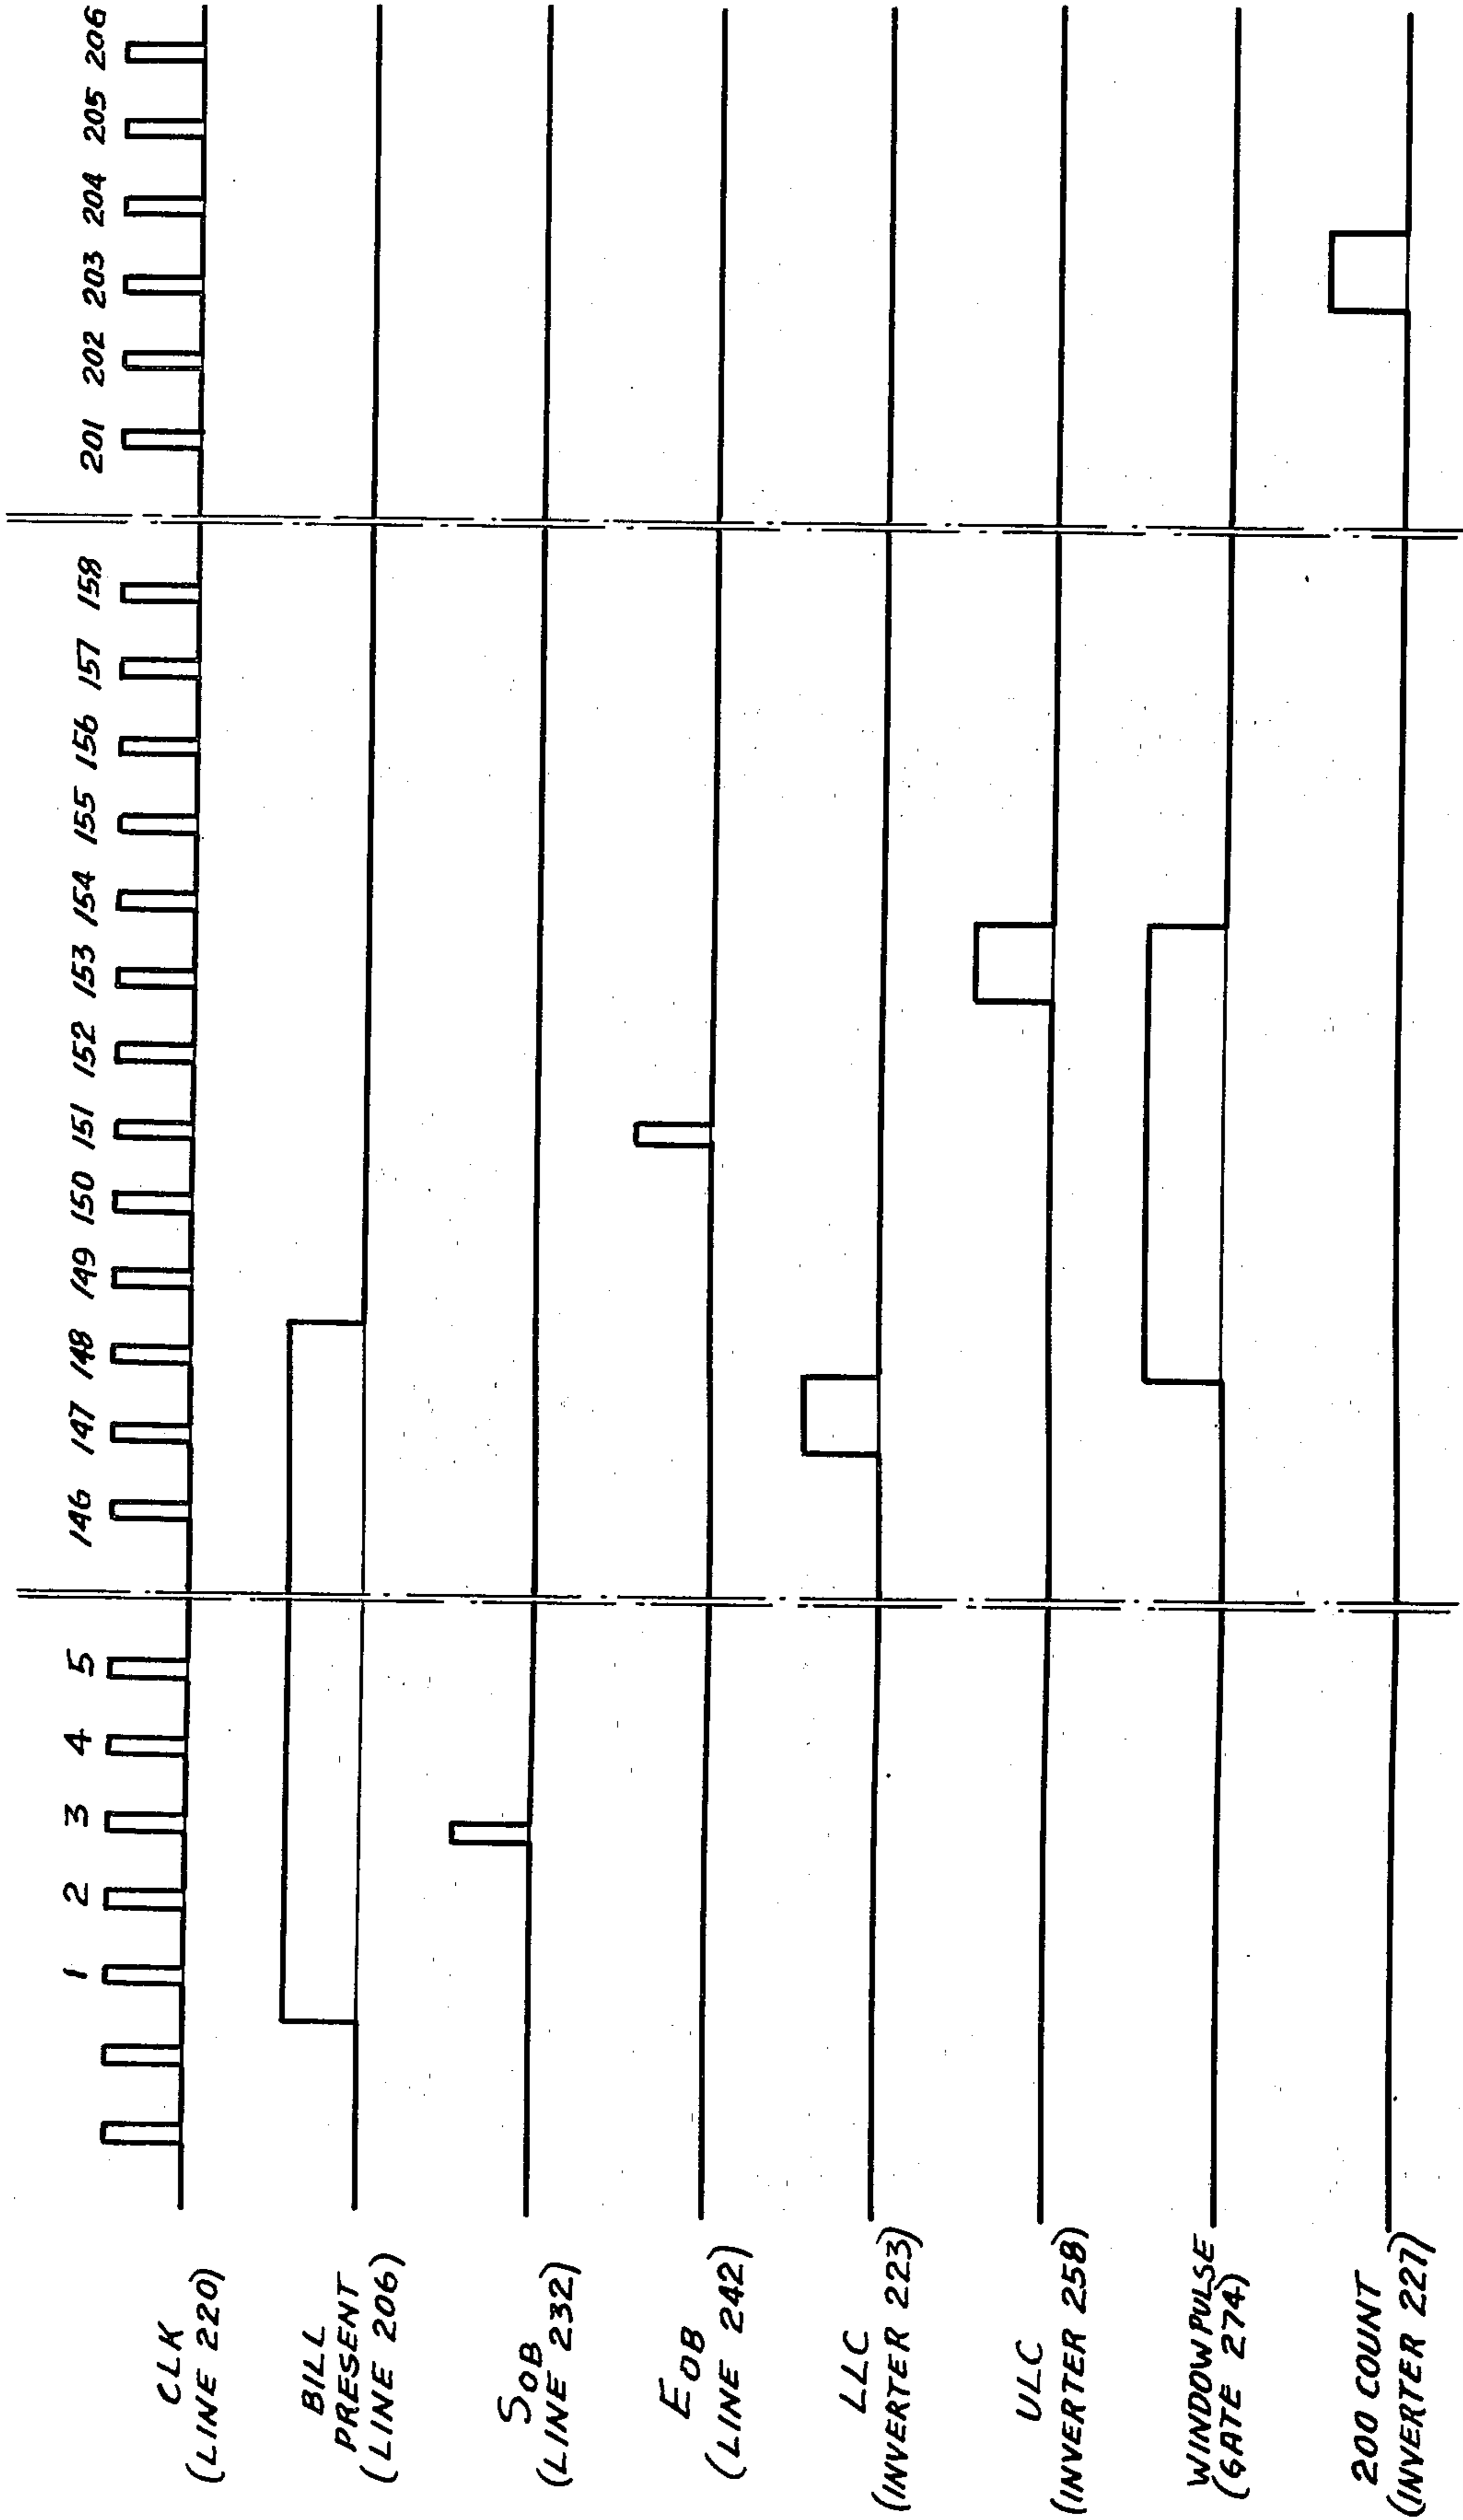 1 2 3 4 5 146 147 148 149 150 151 152 153 154 155 156 157 158 201 202 203 204 205 206
CLK
(LINE 220)
BILL
PRESENT
(LINE 206)
SOB
(LINE 232)
EOB
(LINE 242)
LLC
(INVERTER 223)
ULC
(INVERTER 258)
WINDOWPULSE
(GATE 274)
200 COUNT
(INVERTER 227)